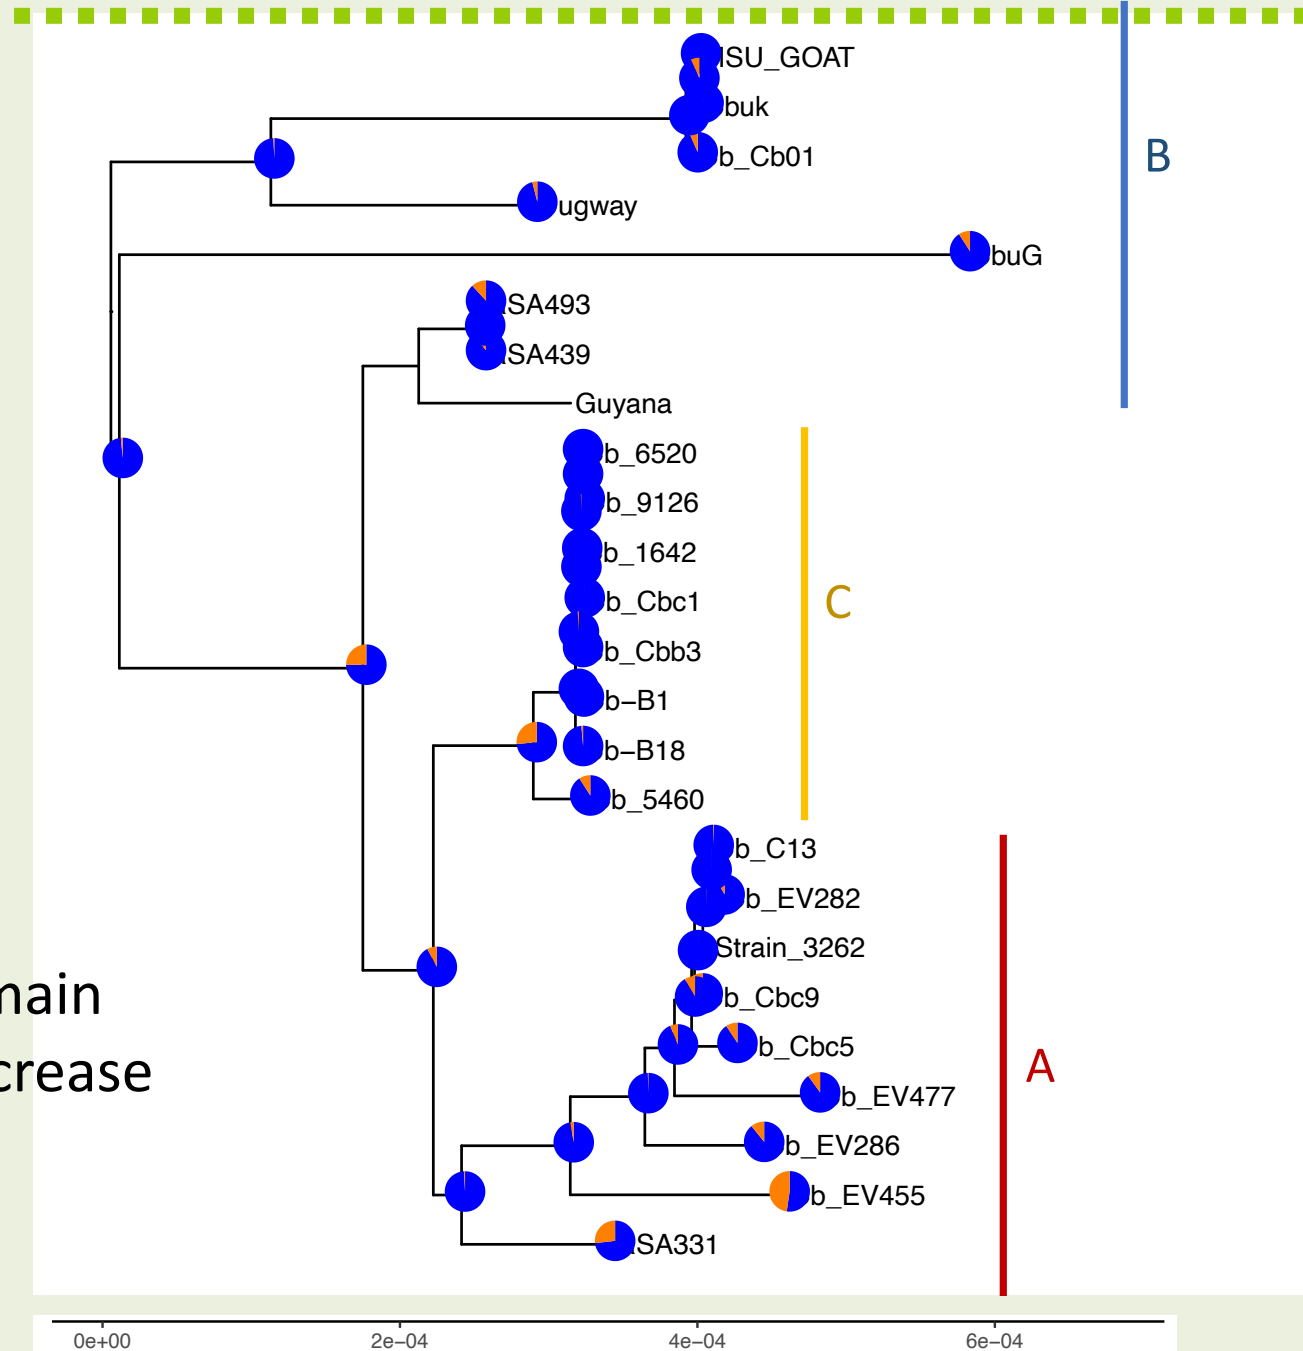 ISU_GOAT
buk
b_Cb01
ugway
B
buG
SA493
SA439
Guyana
b_6520
b_9126
b_1642
b_Cbc1
C
b_Cbb3
b−B1
b−B18
b_5460
b_C13
b_EV282
Strain_3262
main
b_Cbc9
b_Cbc5
crease
A
b_EV477
b_EV286
b_EV455
SA331
0e+00 2e−04 4e−04 6e−04